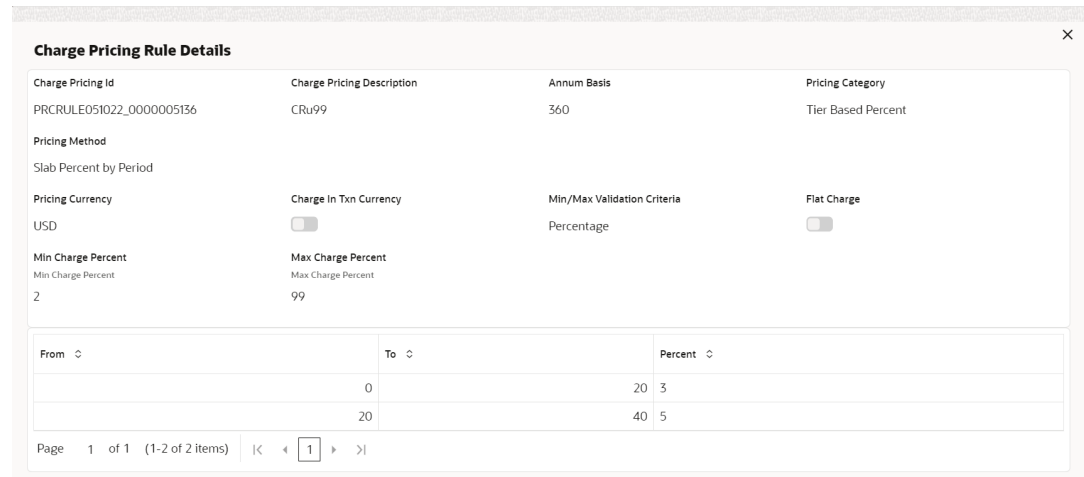 Charge Pricing Rule Details
Charge Pricing Id Charge Pricing Description Annum Basis Pricing Category
PRCRULE051022_0000005136 CRu99 360 Tier Based Percent
Pricing Method
Slab Percent by Period
Pricing Currency Charge In Txn Currency Min/Max Validation Criteria Flat Charge
USD Percentage
Min Charge Percent Max Charge Percent
Min Charge Percent Max Charge Percent
2 99
From To Percent
0 20 3
20 40 5
Page 1 of 1 (1-2 of 2 items) 1